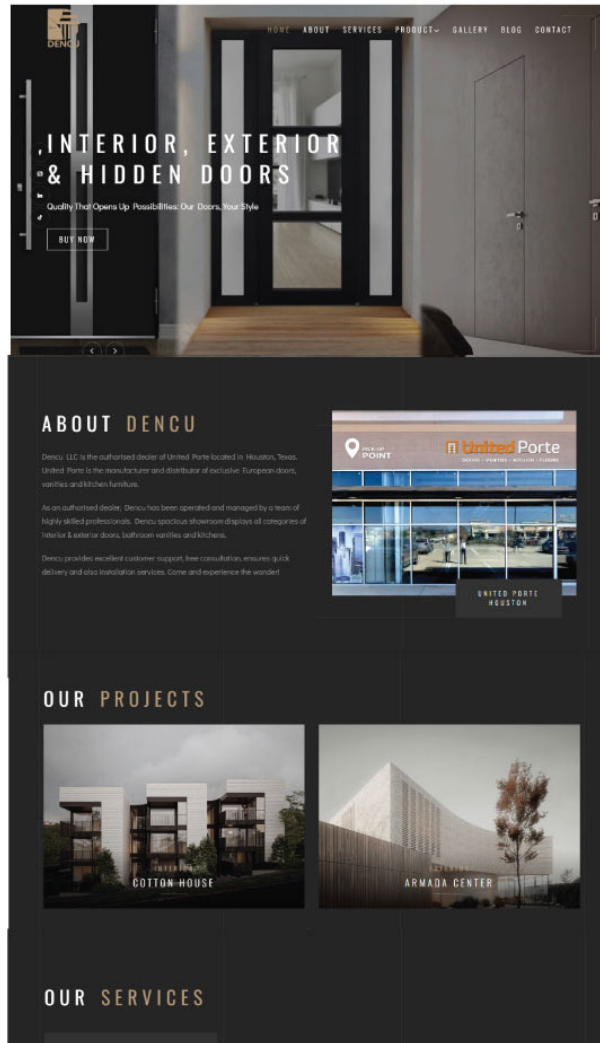 DENCU
HOME ABOUT SERVICES PRODUCT GALLERY BLOG CONTACT
INTERIOR, EXTERIOR
& HIDDEN DOORS
Quality That Opens Up Possibilities: Our Doors, Your Style
BUY NOW
ABOUT DENCU
Dencu LLC is the authorised dealer of United Porte located in Houston, Texas.
United Porte is the manufacturer and distributor of exclusive European doors,
vanities and kitchen furniture.
As an authorised dealer, Dencu has been operated and managed by a team of
highly skilled professionals. Dencu spacious showroom displays all categories of
interior & exterior doors, bathroom vanities and kitchens.
Dencu provides excellent customer support, free consultation, ensures quick
delivery and also installation services. Come and experience the wonder!
PICK-UP
POINT
United Porte
DOORS • VANITIES • KITCHEN • FLOORS
UNITED PORTE
HOUSTON
OUR PROJECTS
INTERIOR
COTTON HOUSE
ARMADA CENTER
OUR SERVICES